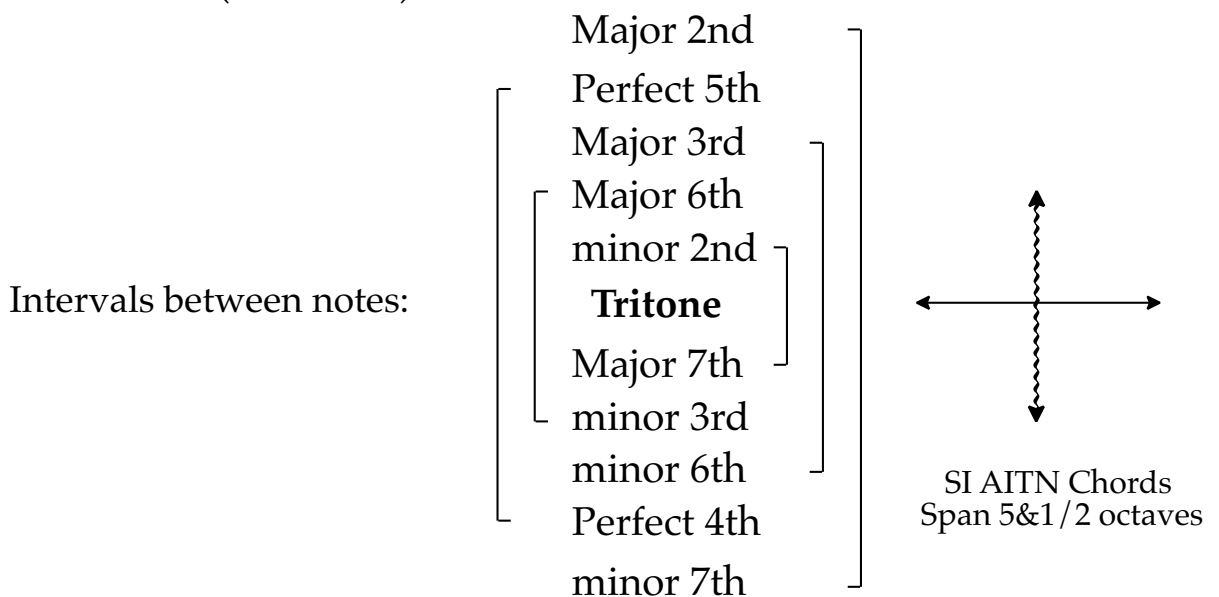 Major 2nd
Perfect 5th
Major 3rd
Major 6th
minor 2nd
Intervals between notes:
Tritone
Major 7th
minor 3rd
minor 6th
Perfect 4th
minor 7th
SI AITN Chords
Span 5&1/2 octaves